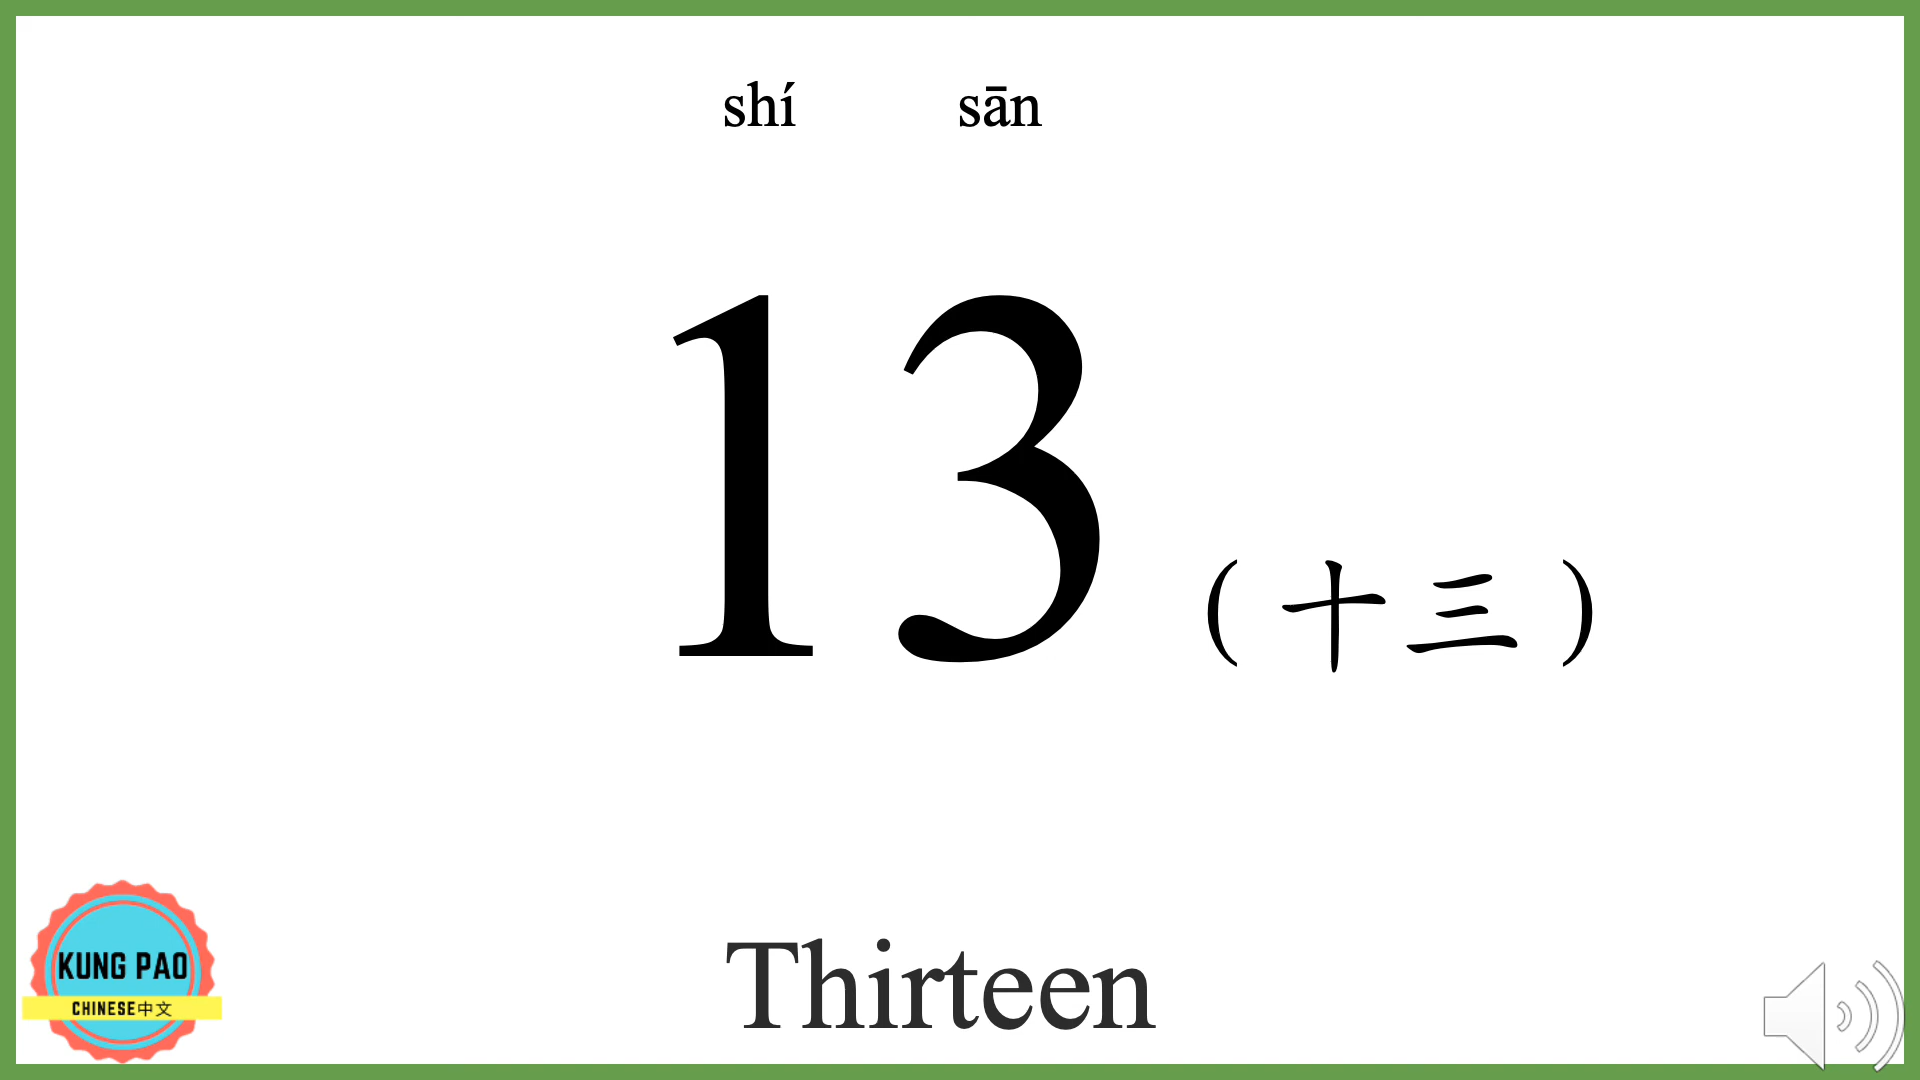 shí sān
13 (十三)
Thirteen
KUNG PAO
CHINESE中文